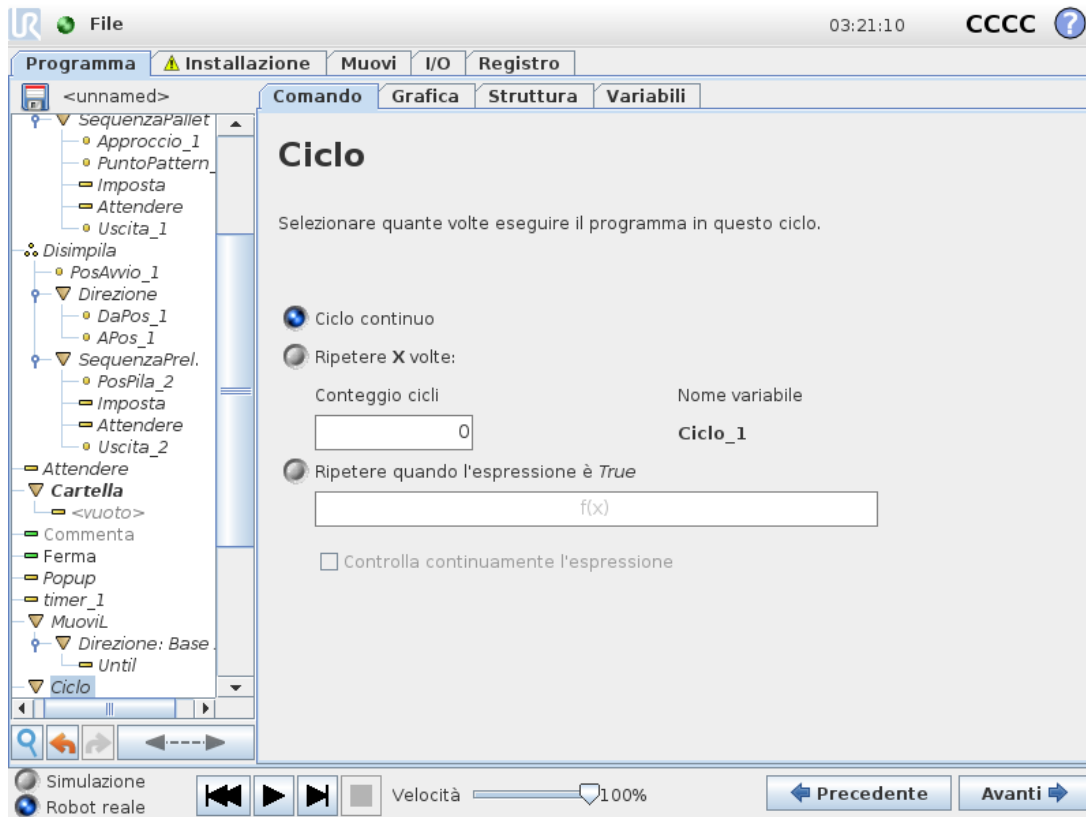 UR File 03:21:10 CCCC ?
Programma Installazione Muovi I/O Registro
<unnamed>
Comando Grafica Struttura Variabili
SequenzaPallet
Approccio_1
PuntoPattern_
Imposta
Attendere
Uscita_1
Disimpila
PosAvvio_1
Direzione
DaPos_1
APos_1
SequenzaPrel.
PosPila_2
Imposta
Attendere
Uscita_2
Attendere
Cartella
<vuoto>
Commenta
Ferma
Popup
timer_1
MuoviL
Direzione: Base .
Until
Ciclo
Ciclo
Selezionare quante volte eseguire il programma in questo ciclo.
Ciclo continuo
Ripetere X volte:
Conteggio cicli Nome variabile
0 Ciclo_1
Ripetere quando l'espressione è True
f(x)
Controlla continuamente l'espressione
Simulazione
Robot reale
Velocità 100%
Precedente Avanti